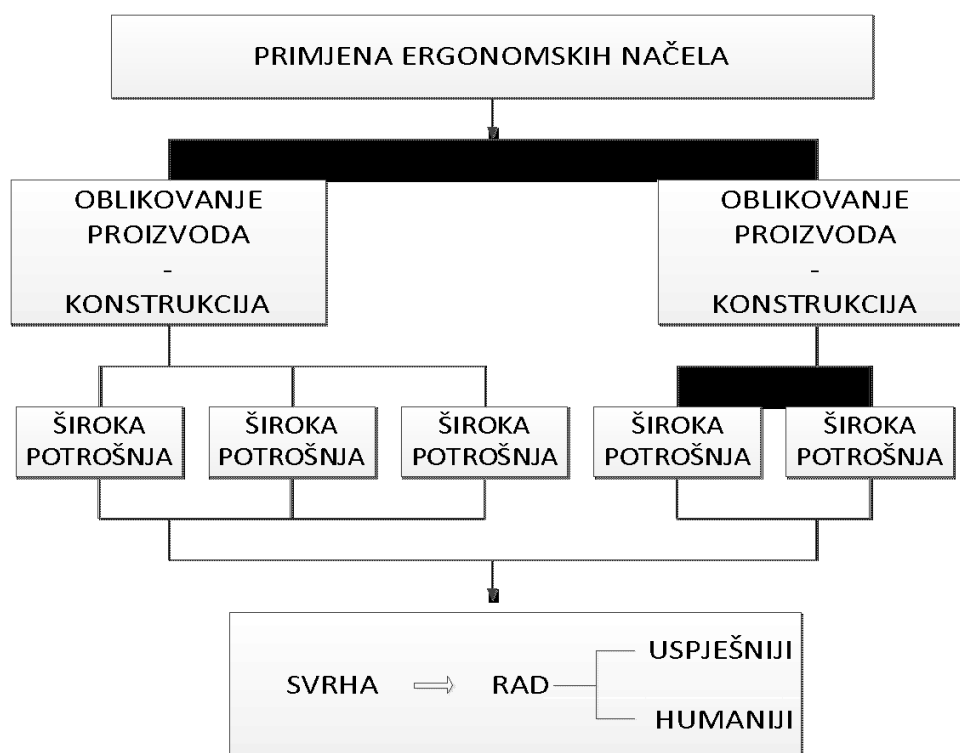 PRIMJENA ERGONOMSKIH NAČELA
OBLIKOVANJE
PROIZVODA
-
KONSTRUKCIJA
OBLIKOVANJE
PROIZVODA
-
KONSTRUKCIJA
ŠIROKA
POTROŠNJA
ŠIROKA
POTROŠNJA
ŠIROKA
POTROŠNJA
ŠIROKA
POTROŠNJA
ŠIROKA
POTROŠNJA
SVRHA ⇒ RAD
USPJEŠNIJI
HUMANIJI